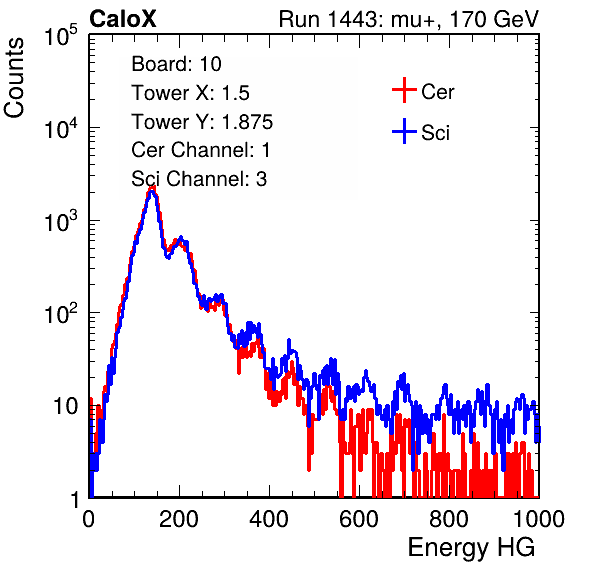 CaloX Run 1443: mu+, 170 GeV
Counts
Board: 10
Tower X: 1.5
Tower Y: 1.875
Cer Channel: 1
Sci Channel: 3
Cer
Sci
10^5
10^4
10^3
10^2
10
1
0 200 400 600 800 1000
Energy HG